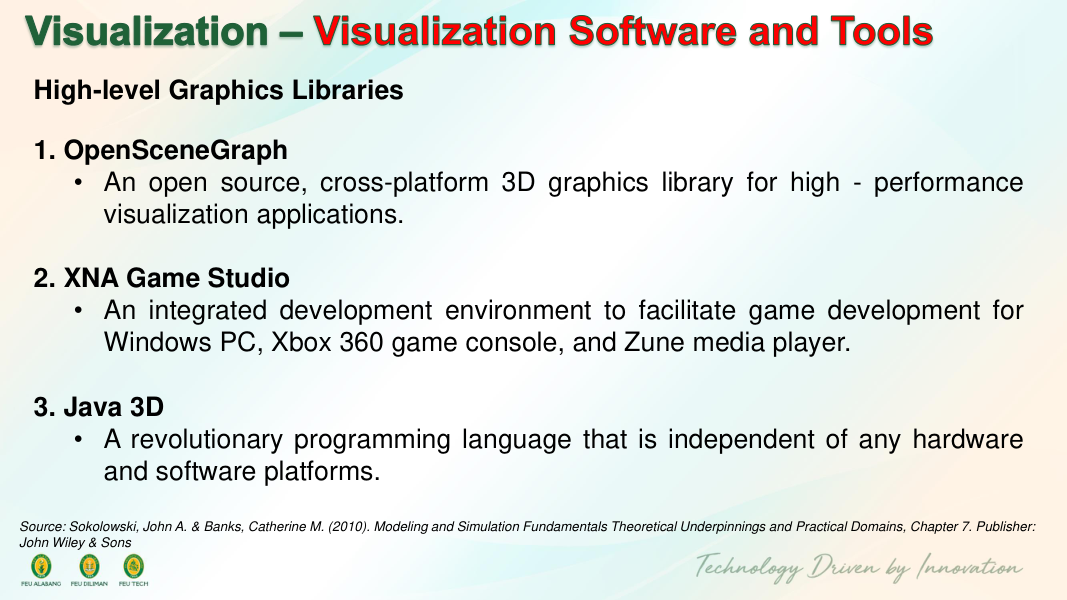 Visualization – Visualization Software and Tools
High-level Graphics Libraries
1. OpenSceneGraph
• An open source, cross-platform 3D graphics library for high - performance
visualization applications.
2. XNA Game Studio
• An integrated development environment to facilitate game development for
Windows PC, Xbox 360 game console, and Zune media player.
3. Java 3D
• A revolutionary programming language that is independent of any hardware
and software platforms.
Source: Sokolowski, John A. & Banks, Catherine M. (2010). Modeling and Simulation Fundamentals Theoretical Underpinnings and Practical Domains, Chapter 7. Publisher:
John Wiley & Sons
FEU ALABANG FEU DILIMAN FEU TECH
Technology Driven by Innovation